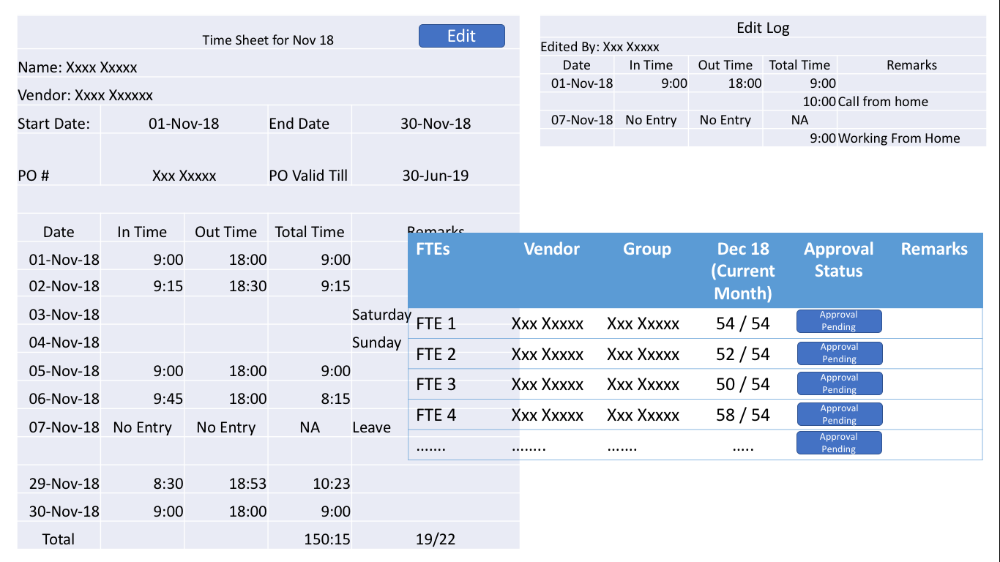 Time Sheet for Nov 18
Edit
Name: Xxxx Xxxxx
Vendor: Xxxx Xxxxxx
Start Date: 01-Nov-18 End Date 30-Nov-18
PO # Xxx Xxxxx PO Valid Till 30-Jun-19
Date In Time Out Time Total Time Remarks
01-Nov-18 9:00 18:00 9:00
02-Nov-18 9:15 18:30 9:15
03-Nov-18 Saturday
04-Nov-18 Sunday
05-Nov-18 9:00 18:00 9:00
06-Nov-18 9:45 18:00 8:15
07-Nov-18 No Entry No Entry NA Leave
29-Nov-18 8:30 18:53 10:23
30-Nov-18 9:00 18:00 9:00
Total 150:15 19/22
Edit Log
Edited By: Xxx Xxxxx
Date In Time Out Time Total Time Remarks
01-Nov-18 9:00 18:00 9:00
10:00 Call from home
07-Nov-18 No Entry No Entry NA
9:00 Working From Home
FTEs Vendor Group Dec 18 Approval Remarks
(Current Status
Month)
FTE 1 Xxx Xxxxx Xxx Xxxxx 54 / 54 Approval
Pending
FTE 2 Xxx Xxxxx Xxx Xxxxx 52 / 54 Approval
Pending
FTE 3 Xxx Xxxxx Xxx Xxxxx 50 / 54 Approval
Pending
FTE 4 Xxx Xxxxx Xxx Xxxxx 58 / 54 Approval
Pending
....... ........ ....... ..... Approval
Pending